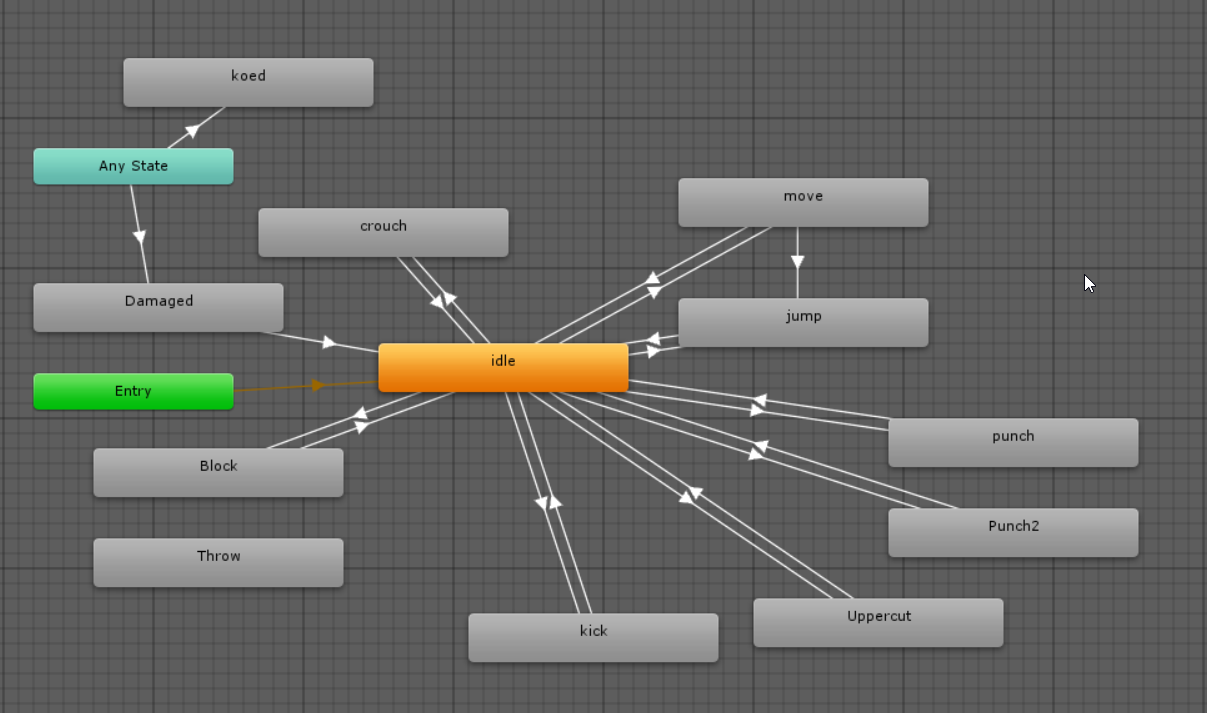 koed
Any State
move
crouch
Damaged
jump
idle
Entry
punch
Block
Punch2
Throw
Uppercut
kick